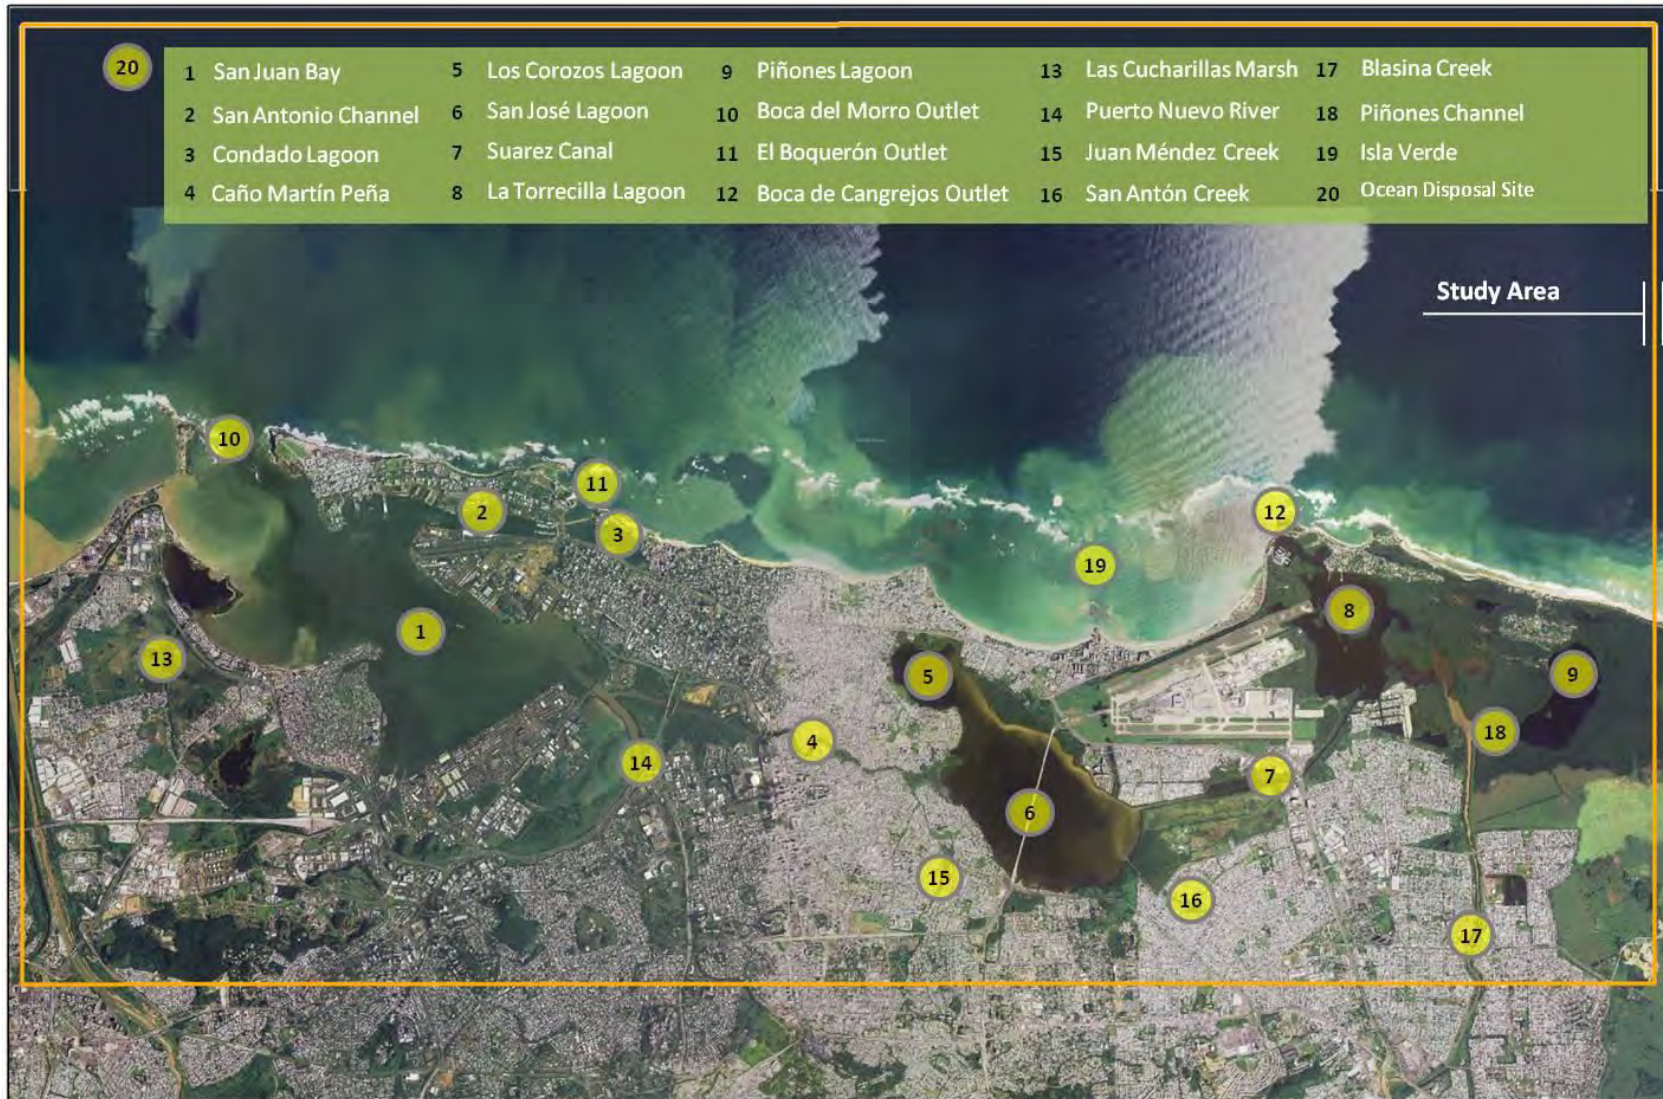 20
1 San Juan Bay
2 San Antonio Channel
3 Condado Lagoon
4 Caño Martín Peña
5 Los Corozos Lagoon
6 San José Lagoon
7 Suarez Canal
8 La Torrecilla Lagoon
9 Piñones Lagoon
10 Boca del Morro Outlet
11 El Boquerón Outlet
12 Boca de Cangrejos Outlet
13 Las Cucharillas Marsh
14 Puerto Nuevo River
15 Juan Méndez Creek
16 San Antón Creek
17 Blasina Creek
18 Piñones Channel
19 Isla Verde
20 Ocean Disposal Site
Study Area
10
11
2
12
3
19
8
1
13
5
9
4
18
14
7
6
15
16
17